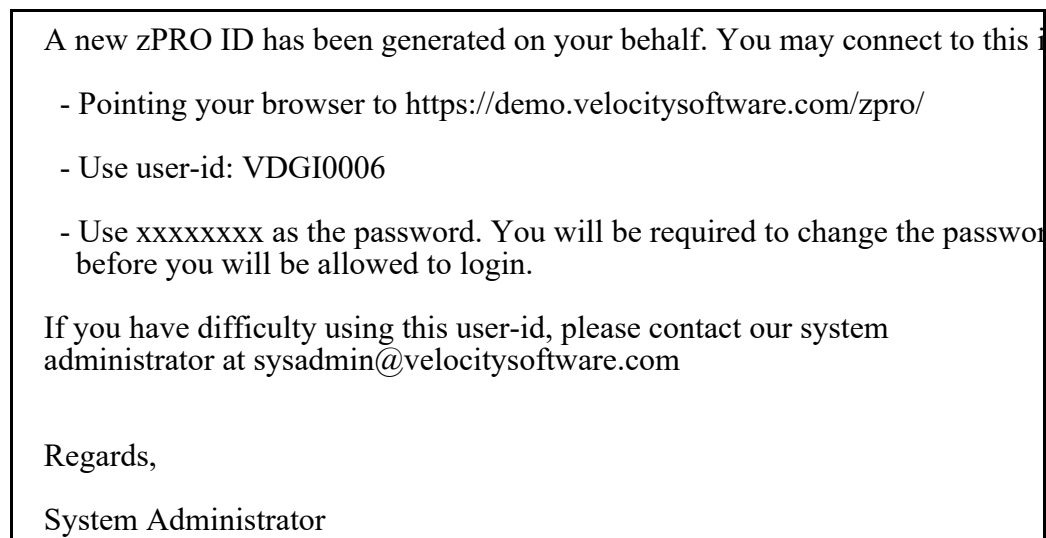 A new zPRO ID has been generated on your behalf. You may connect to this
- Pointing your browser to https://demo.velocitysoftware.com/zpro/
- Use user-id: VDGI0006
- Use xxxxxxxx as the password. You will be required to change the passwor
before you will be allowed to login.
If you have difficulty using this user-id, please contact our system
administrator at sysadmin@velocitysoftware.com
Regards,
System Administrator